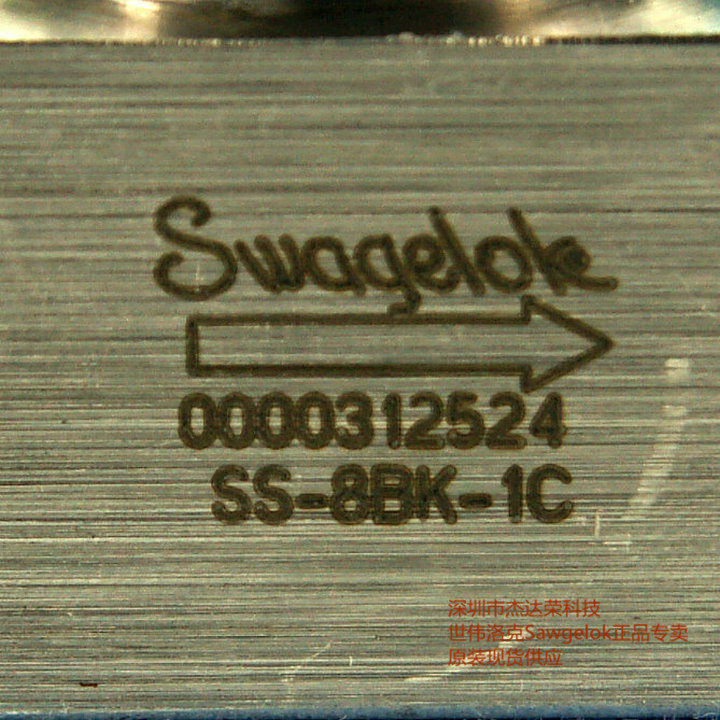 Swagelok
0000312524
SS-8BK-1C
深圳市杰达荣科技
世伟洛克Sawgelok正品专卖
原装现货供应